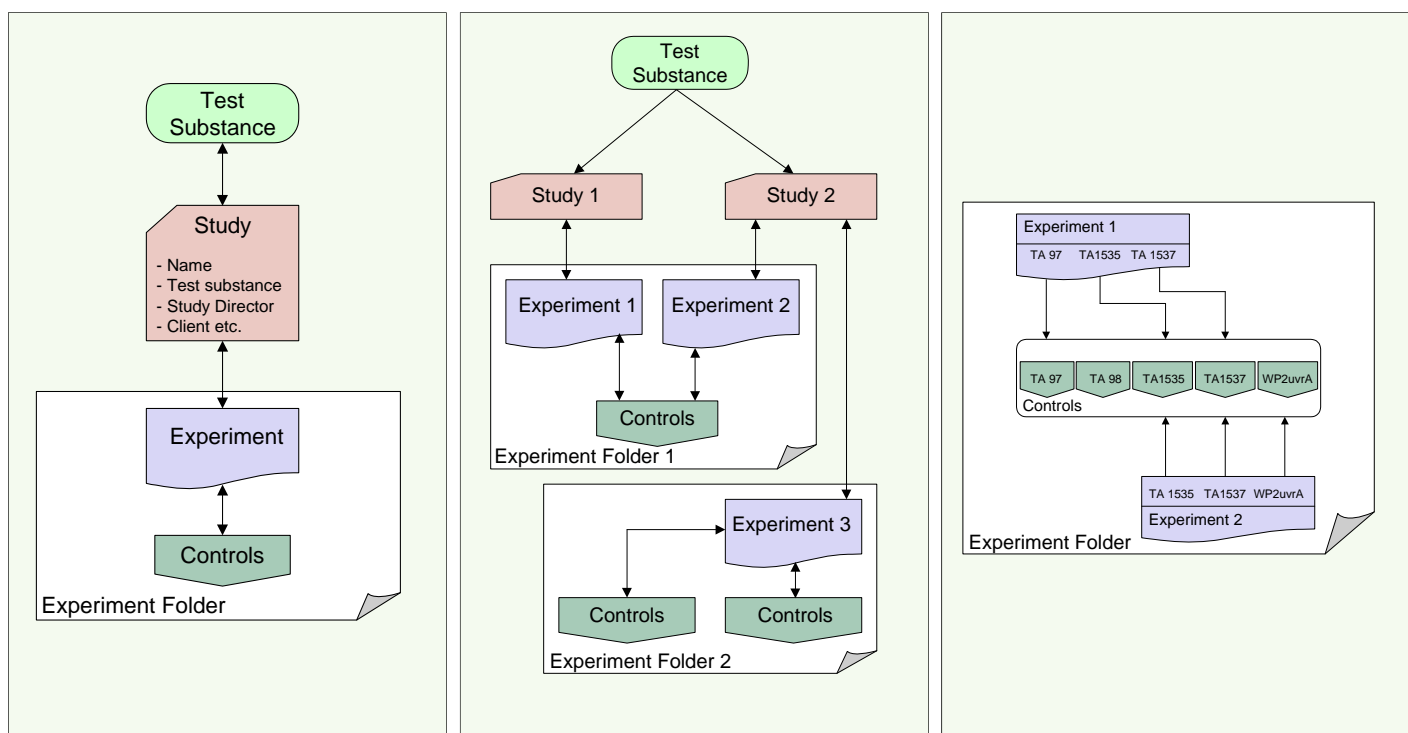 Test
Substance
Study
- Name
- Test substance
- Study Director
- Client etc.
Experiment
Controls
Experiment Folder
Test
Substance
Study 1
Study 2
Experiment 1
Experiment 2
Controls
Experiment Folder 1
Experiment 3
Controls
Controls
Experiment Folder 2
Experiment 1
TA 97 TA1535 TA 1537
TA 97 TA 98 TA1535 TA1537 WP2uvrA
Controls
TA 1535 TA1537 WP2uvrA
Experiment 2
Experiment Folder